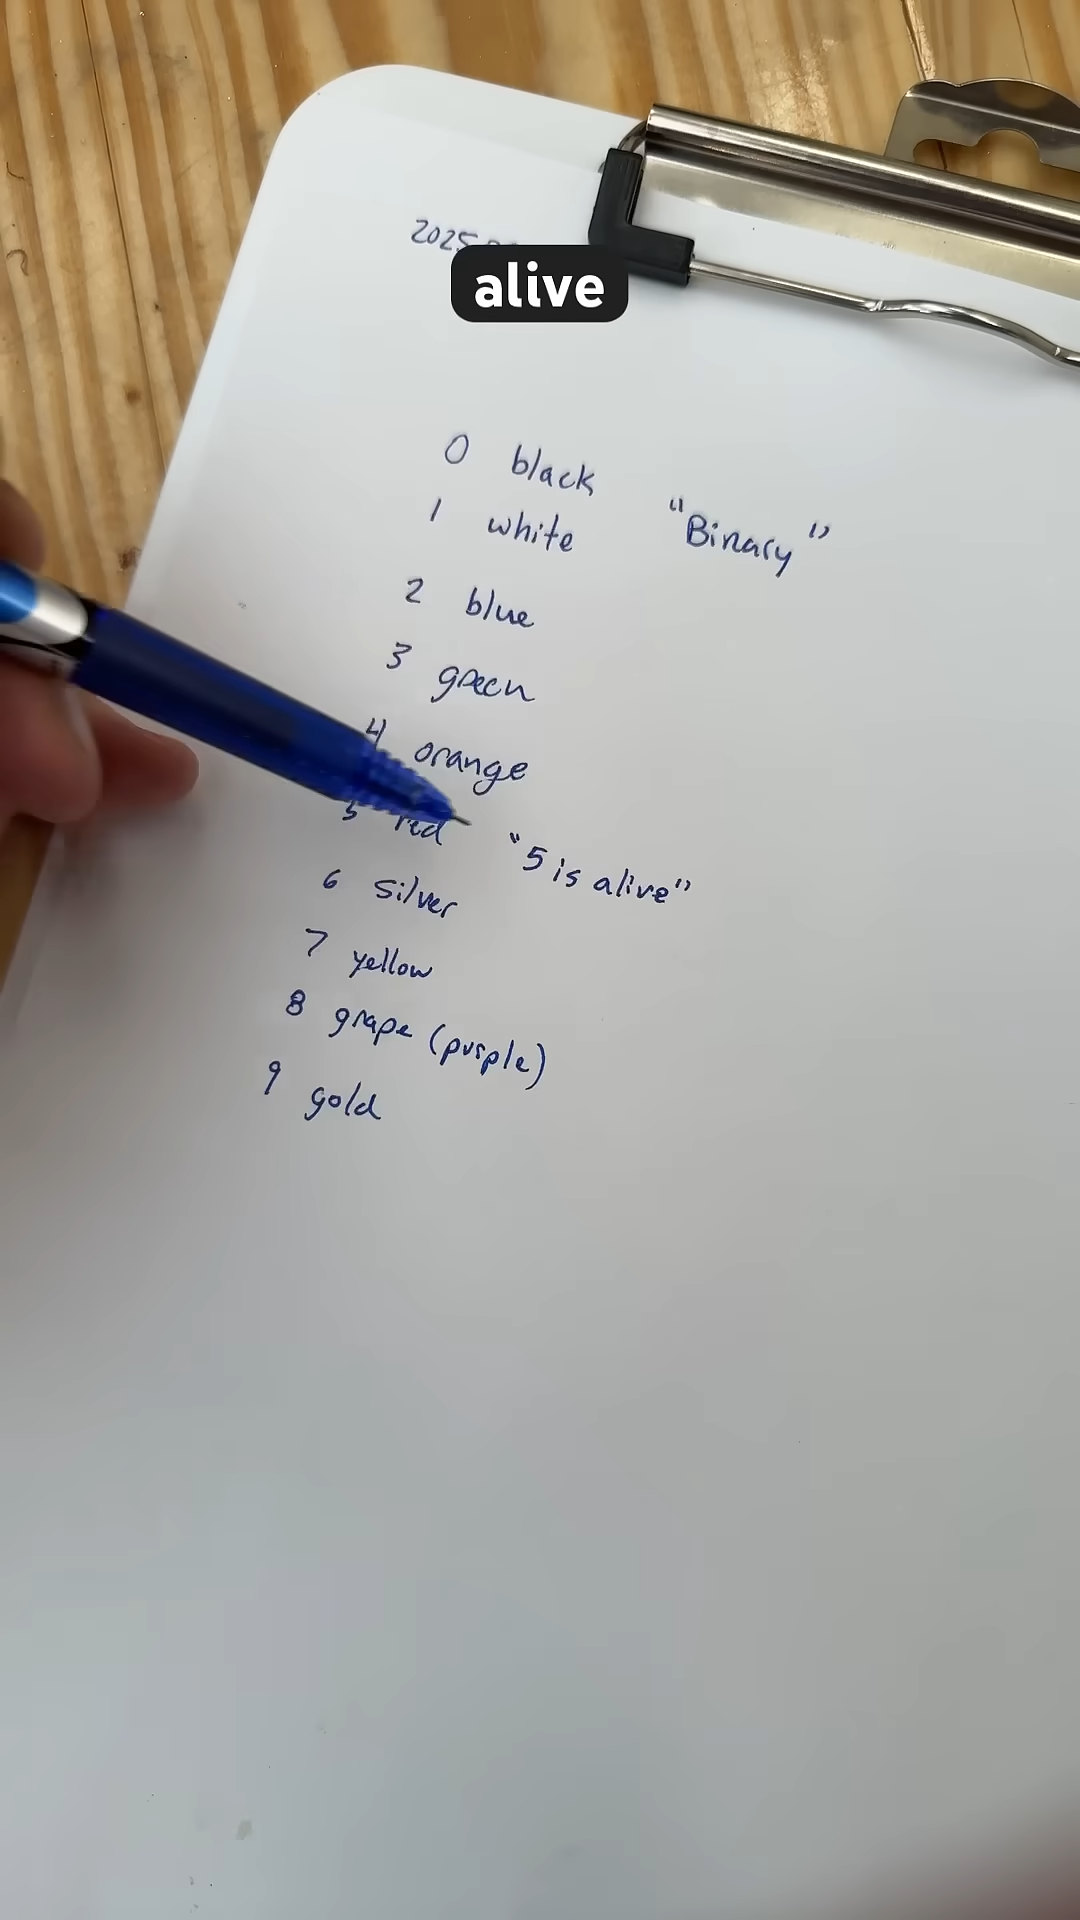 2025
alive
0 black
1 white "Binary"
2 blue
3 green
4 orange
5 red "5 is alive"
6 silver
7 yellow
8 grape (purple)
9 gold